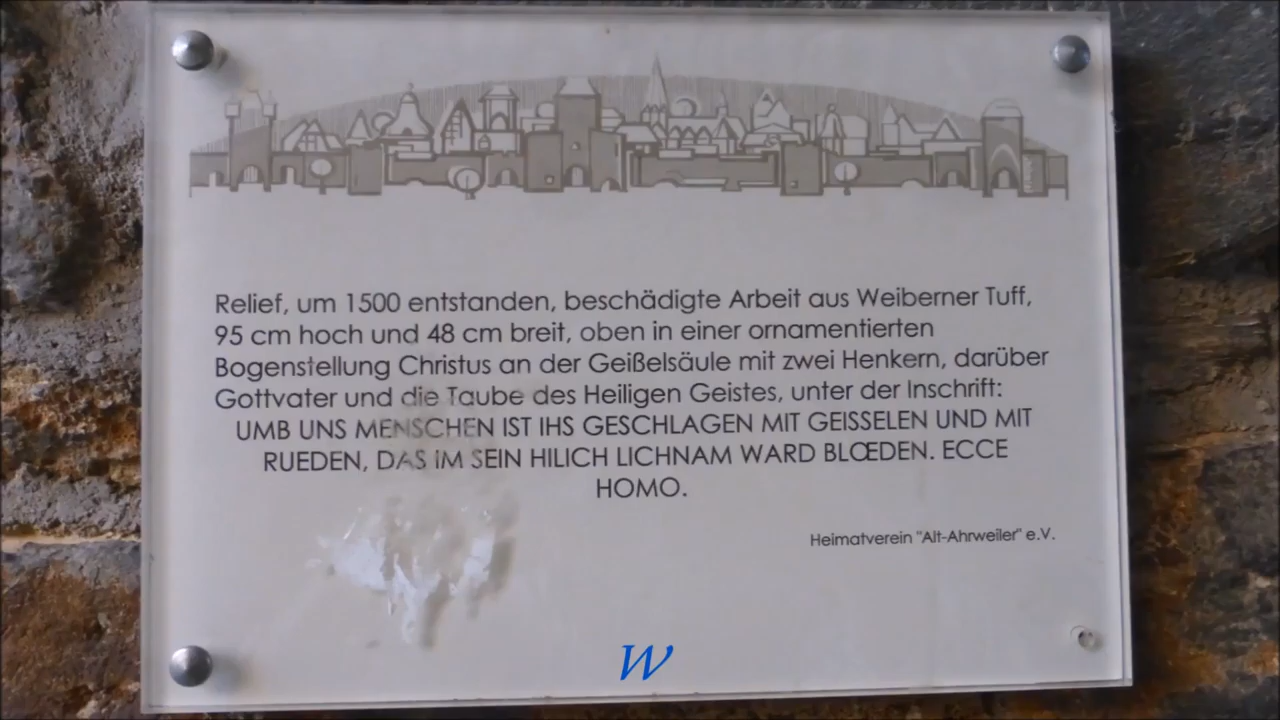 Relief, um 1500 entstanden, beschädigte Arbeit aus Weiberner Tuff,
95 cm hoch und 48 cm breit, oben in einer ornamentierten
Bogenstellung Christus an der Geißelsäule mit zwei Henkern, darüber
Gottvater und die Taube des Heiligen Geistes, unter der Inschrift:
UMB UNS MENSCHEN IST IHS GESCHLAGEN MIT GEISSELEN UND MIT
RUEDEN, DAS IM SEIN HILICH LICHNAM WARD BLŒDEN. ECCE
HOMO.
Heimatverein "Alt-Ahrweiler" e.V.
W